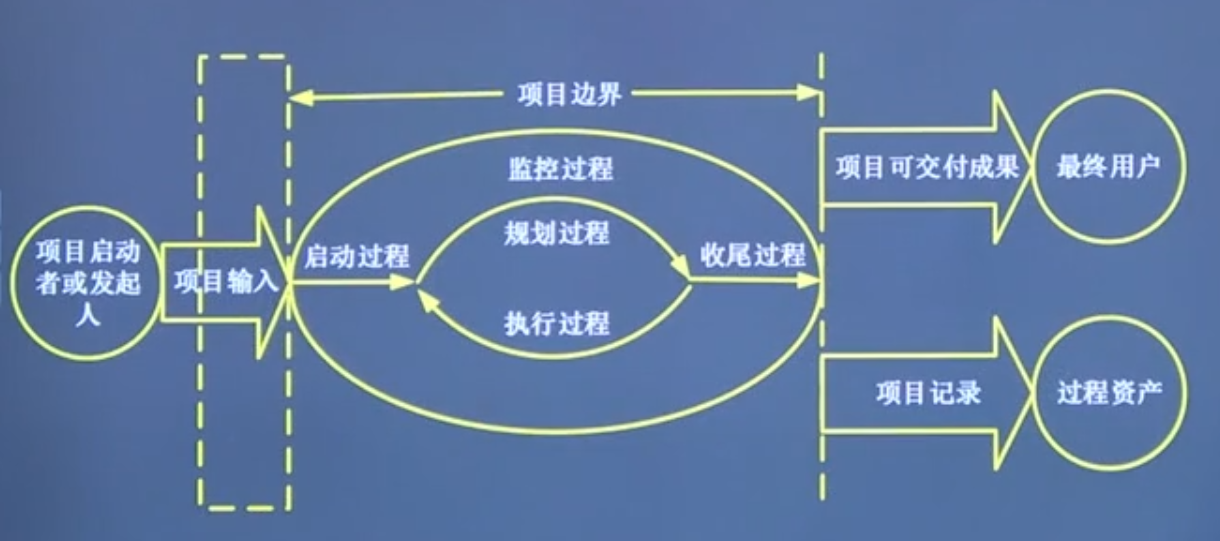 项目边界
监控过程
项目可交付成果
最终用户
项目启动
者或发起
人
项目输入
启动过程
规划过程
收尾过程
执行过程
项目记录
过程资产